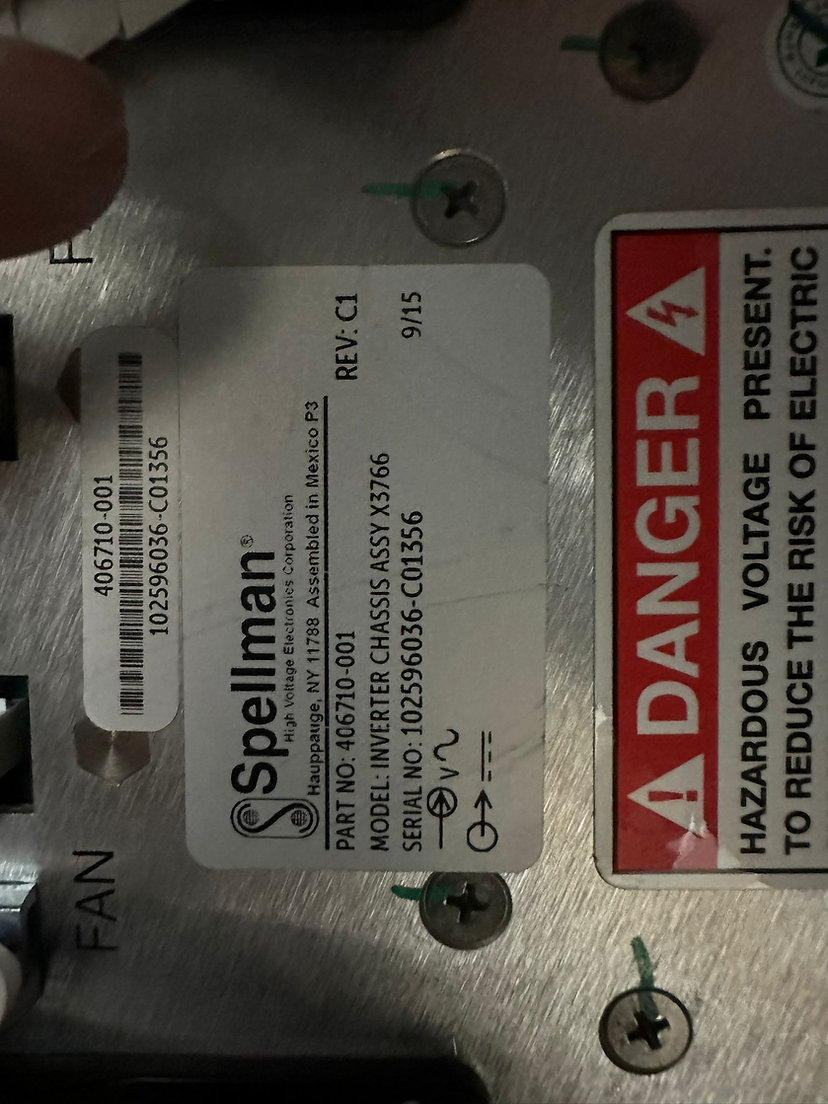 406710-001
102596036-C01356
Spellman®
High Voltage Electronics Corporation
Hauppauge, NY 11788 Assembled in Mexico P3
PART NO: 406710-001 REV: C1
MODEL: INVERTER CHASSIS ASSY X3766
SERIAL NO: 102596036-C01356 9/15
V
FAN
DANGER
HAZARDOUS VOLTAGE PRESENT.
TO REDUCE THE RISK OF ELECTRIC